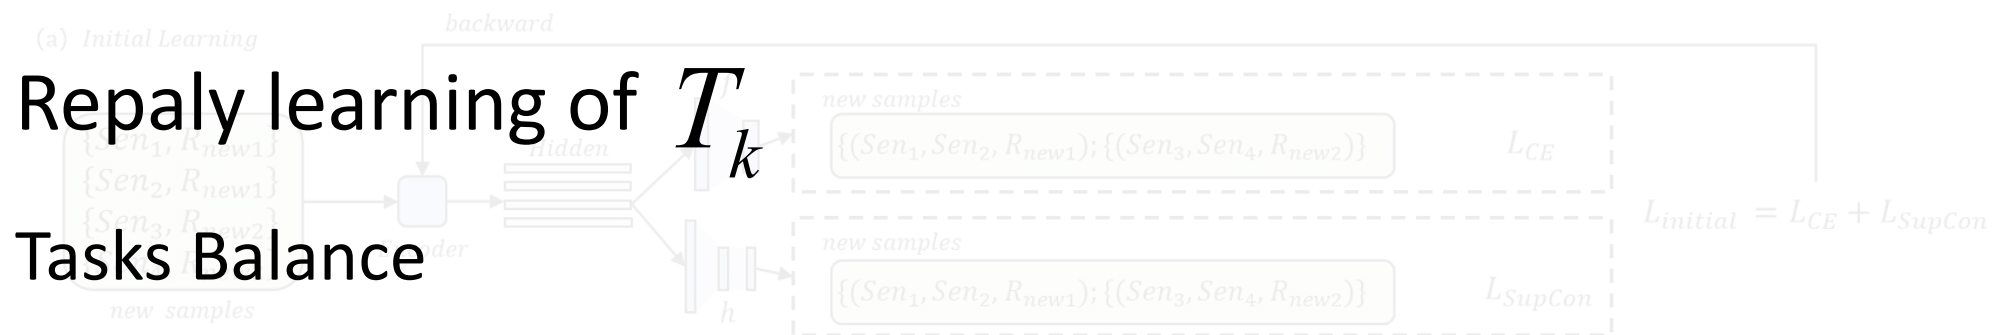 backward
(a) Initial Learning
Repaly learning of T_k
new samples
{Sen_1, R_new1}
Hidden
{(Sen_1, Sen_2, R_new1); {(Sen_3, Sen_4, R_new2)}
L_CE
{Sen_2, R_new1}
{Sen_3, R_new2}
L_initial = L_CE + L_SupCon
Tasks Balance
new samples
{(Sen_1, Sen_2, R_new1); {(Sen_3, Sen_4, R_new2)}
L_SupCon
new samples
h